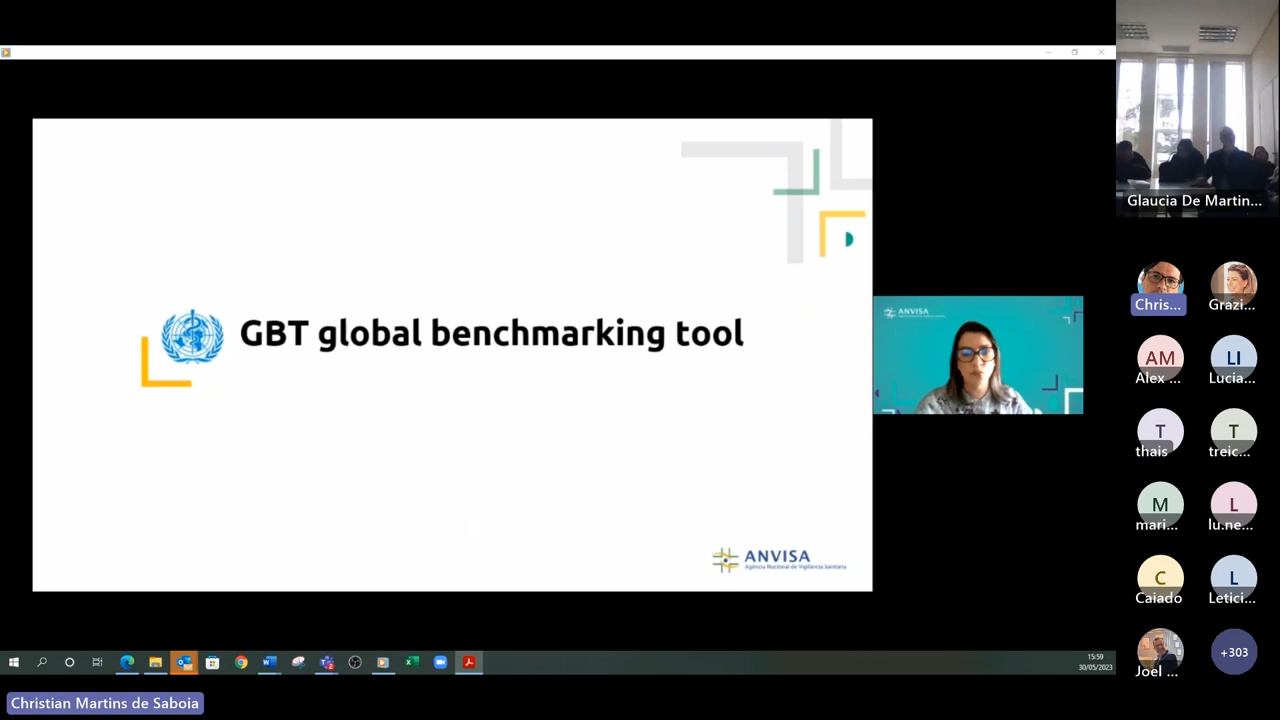 GBT global benchmarking tool
ANVISA
Agência Nacional de Vigilância Sanitária
ANVISA
Glaucia De Martin...
Chris...
Grazi...
AM
LI
Alex ...
Lucia...
T
T
thais
treic...
M
L
mari...
lu.ne...
C
L
Caiado
Letici...
Joel ...
+303
15:59
30/05/2023
Christian Martins de Saboia